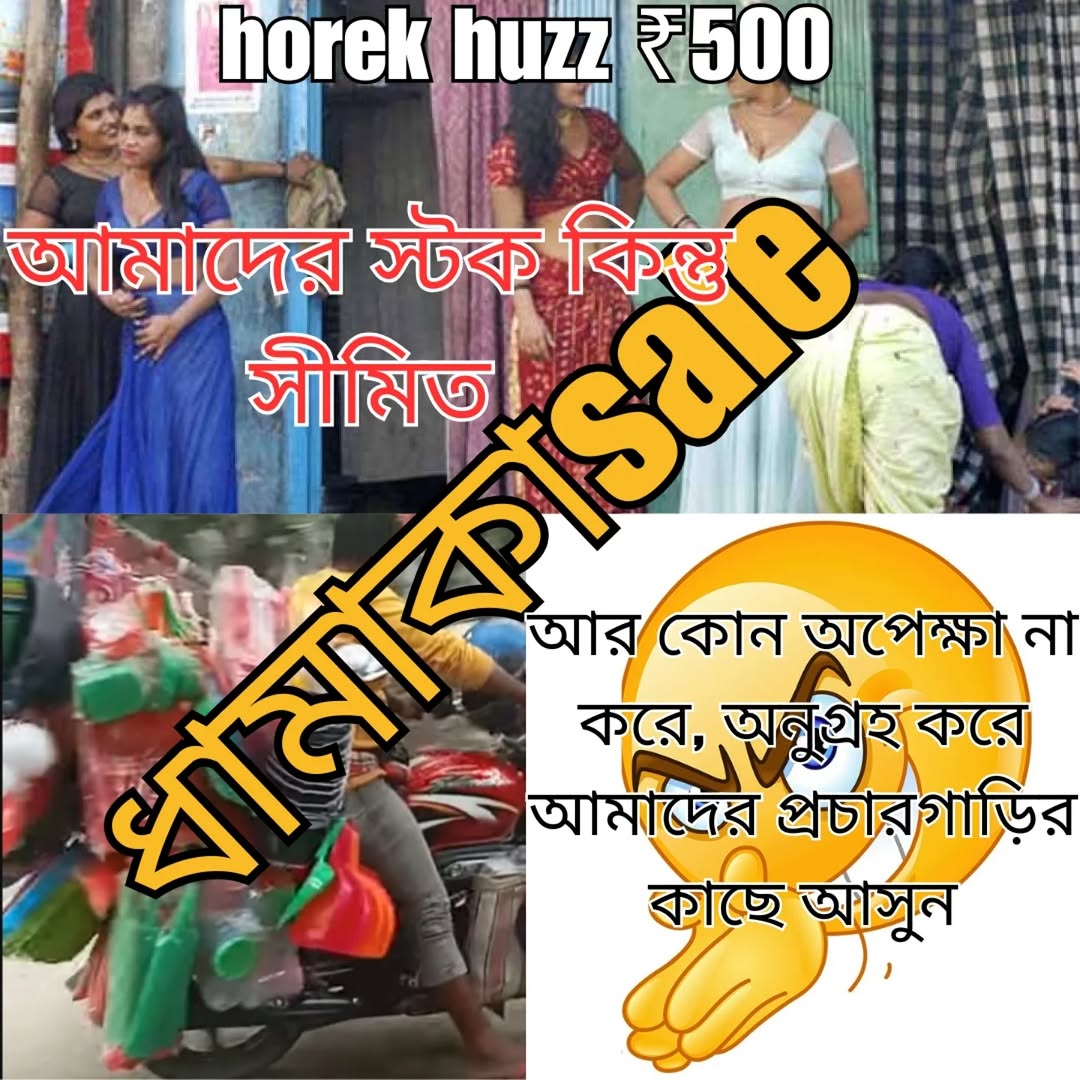 horek huzz ₹500
আমাদের স্টক কিন্তু
সীমিত
ধামাকাsale
আর কোন অপেক্ষা না
করে, অনুগ্রহ করে
আমাদের প্রচারগাড়ির
কাছে আসুন